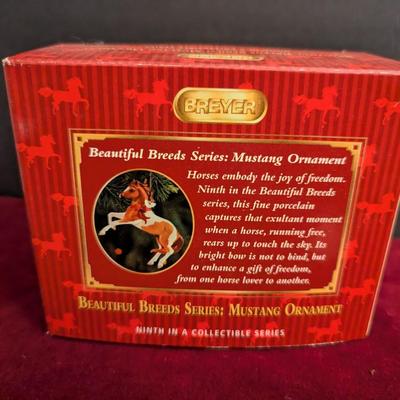 BREYER
Beautiful Breeds Series: Mustang Ornament
Horses embody the joy of freedom.
Ninth in the Beautiful Breeds
series, this fine porcelain
captures that exultant moment
when a horse, running free,
rears up to touch the sky. Its
bright bow is not to bind, but
to enhance a gift of freedom,
from one horse lover to another.
BEAUTIFUL BREEDS SERIES: MUSTANG ORNAMENT
NINTH IN A COLLECTIBLE SERIES